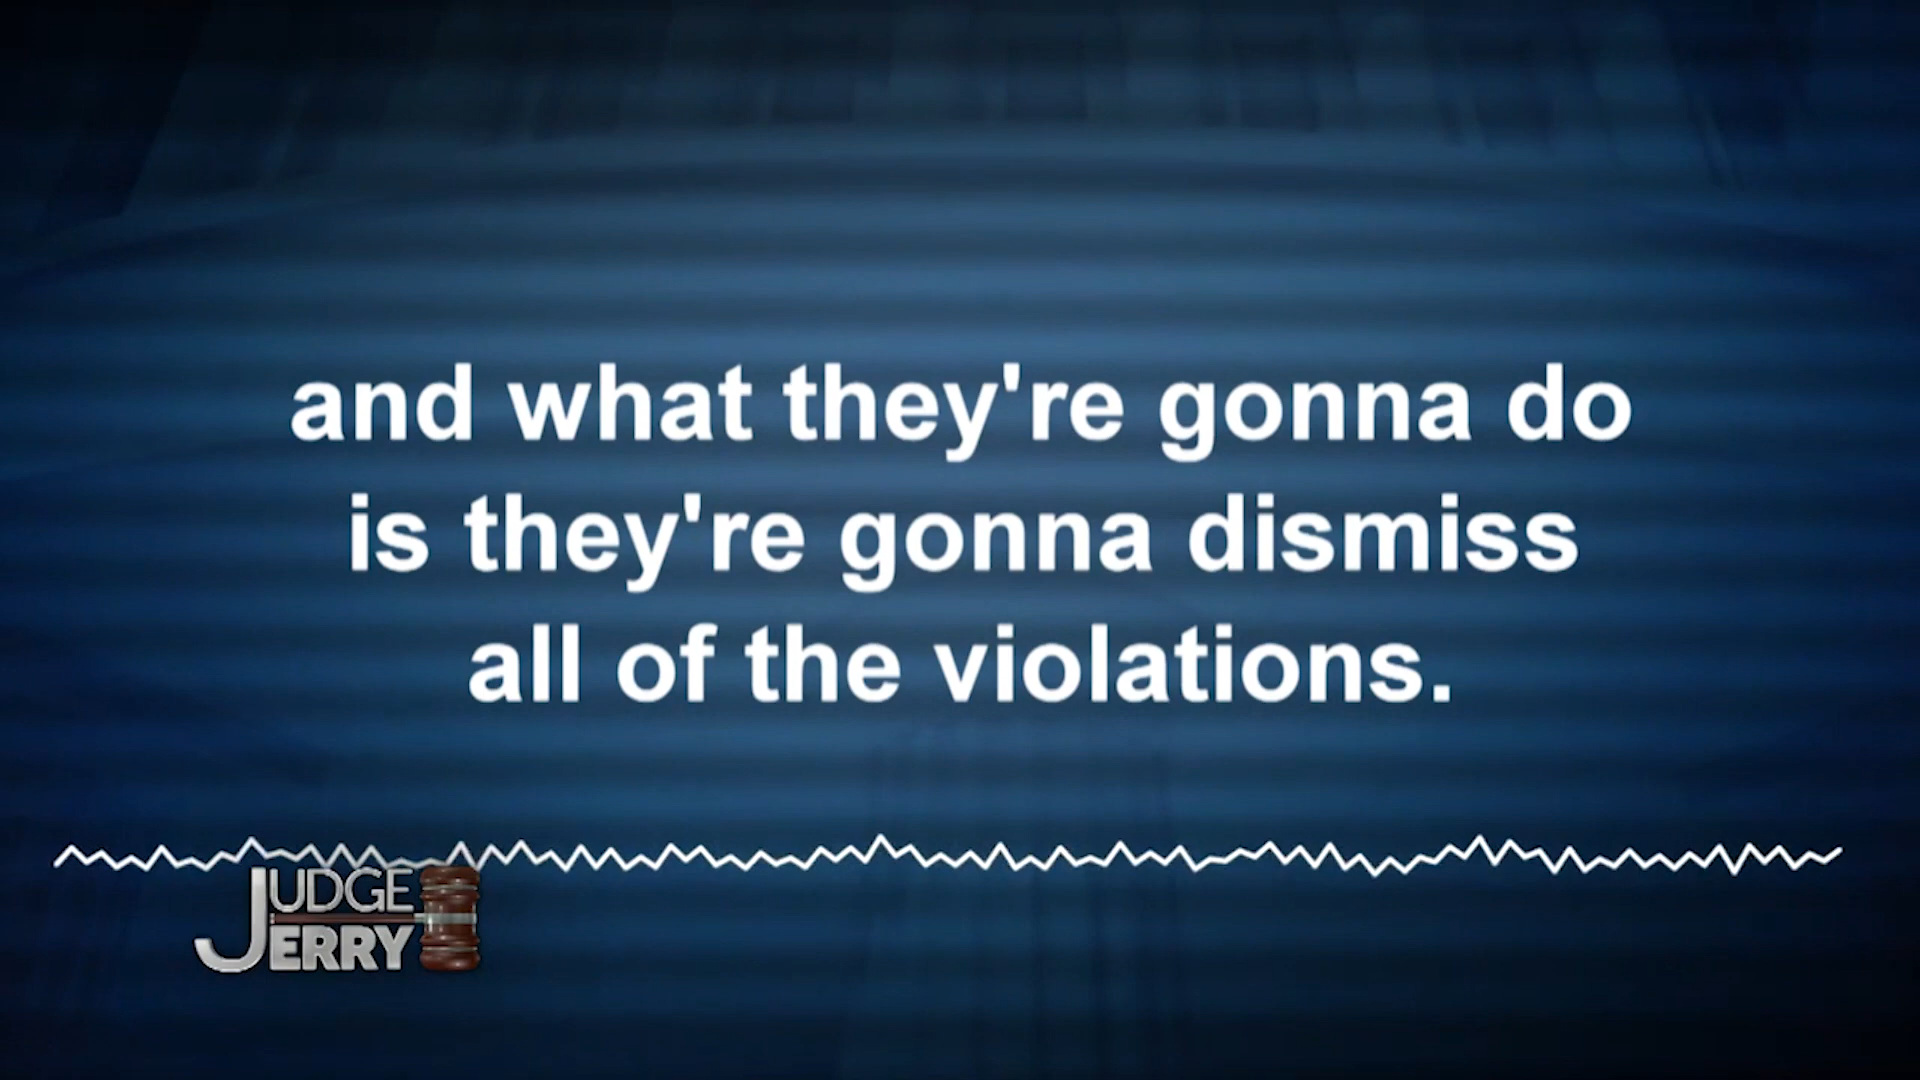 and what they're gonna do
is they're gonna dismiss
all of the violations.
JUDGE
JERRY